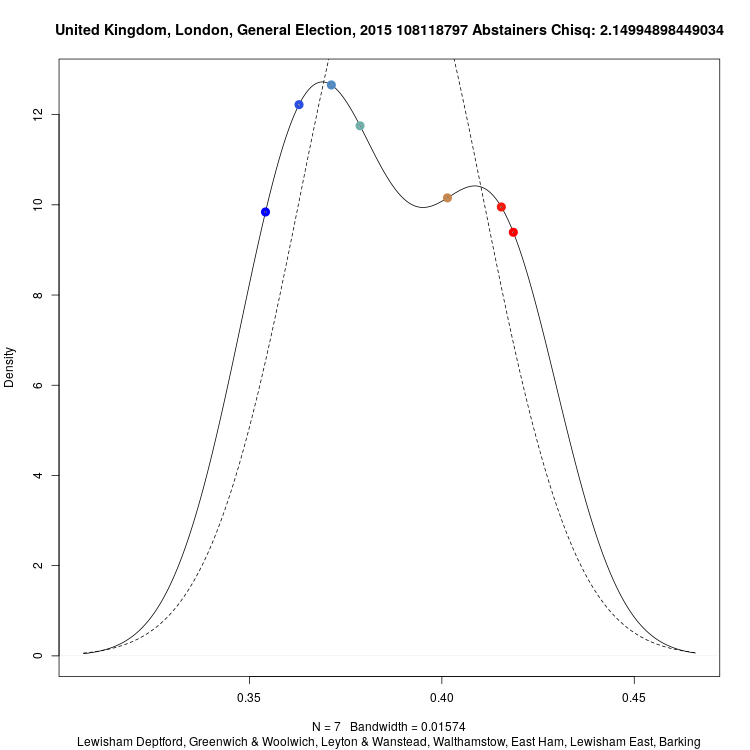 United Kingdom, London, General Election, 2015 108118797 Abstainers Chisq: 2.14994898449034
12
10
8
6
4
2
0
Density
0.35 0.40 0.45
N = 7 Bandwidth = 0.01574
Lewisham Deptford, Greenwich & Woolwich, Leyton & Wanstead, Walthamstow, East Ham, Lewisham East, Barking